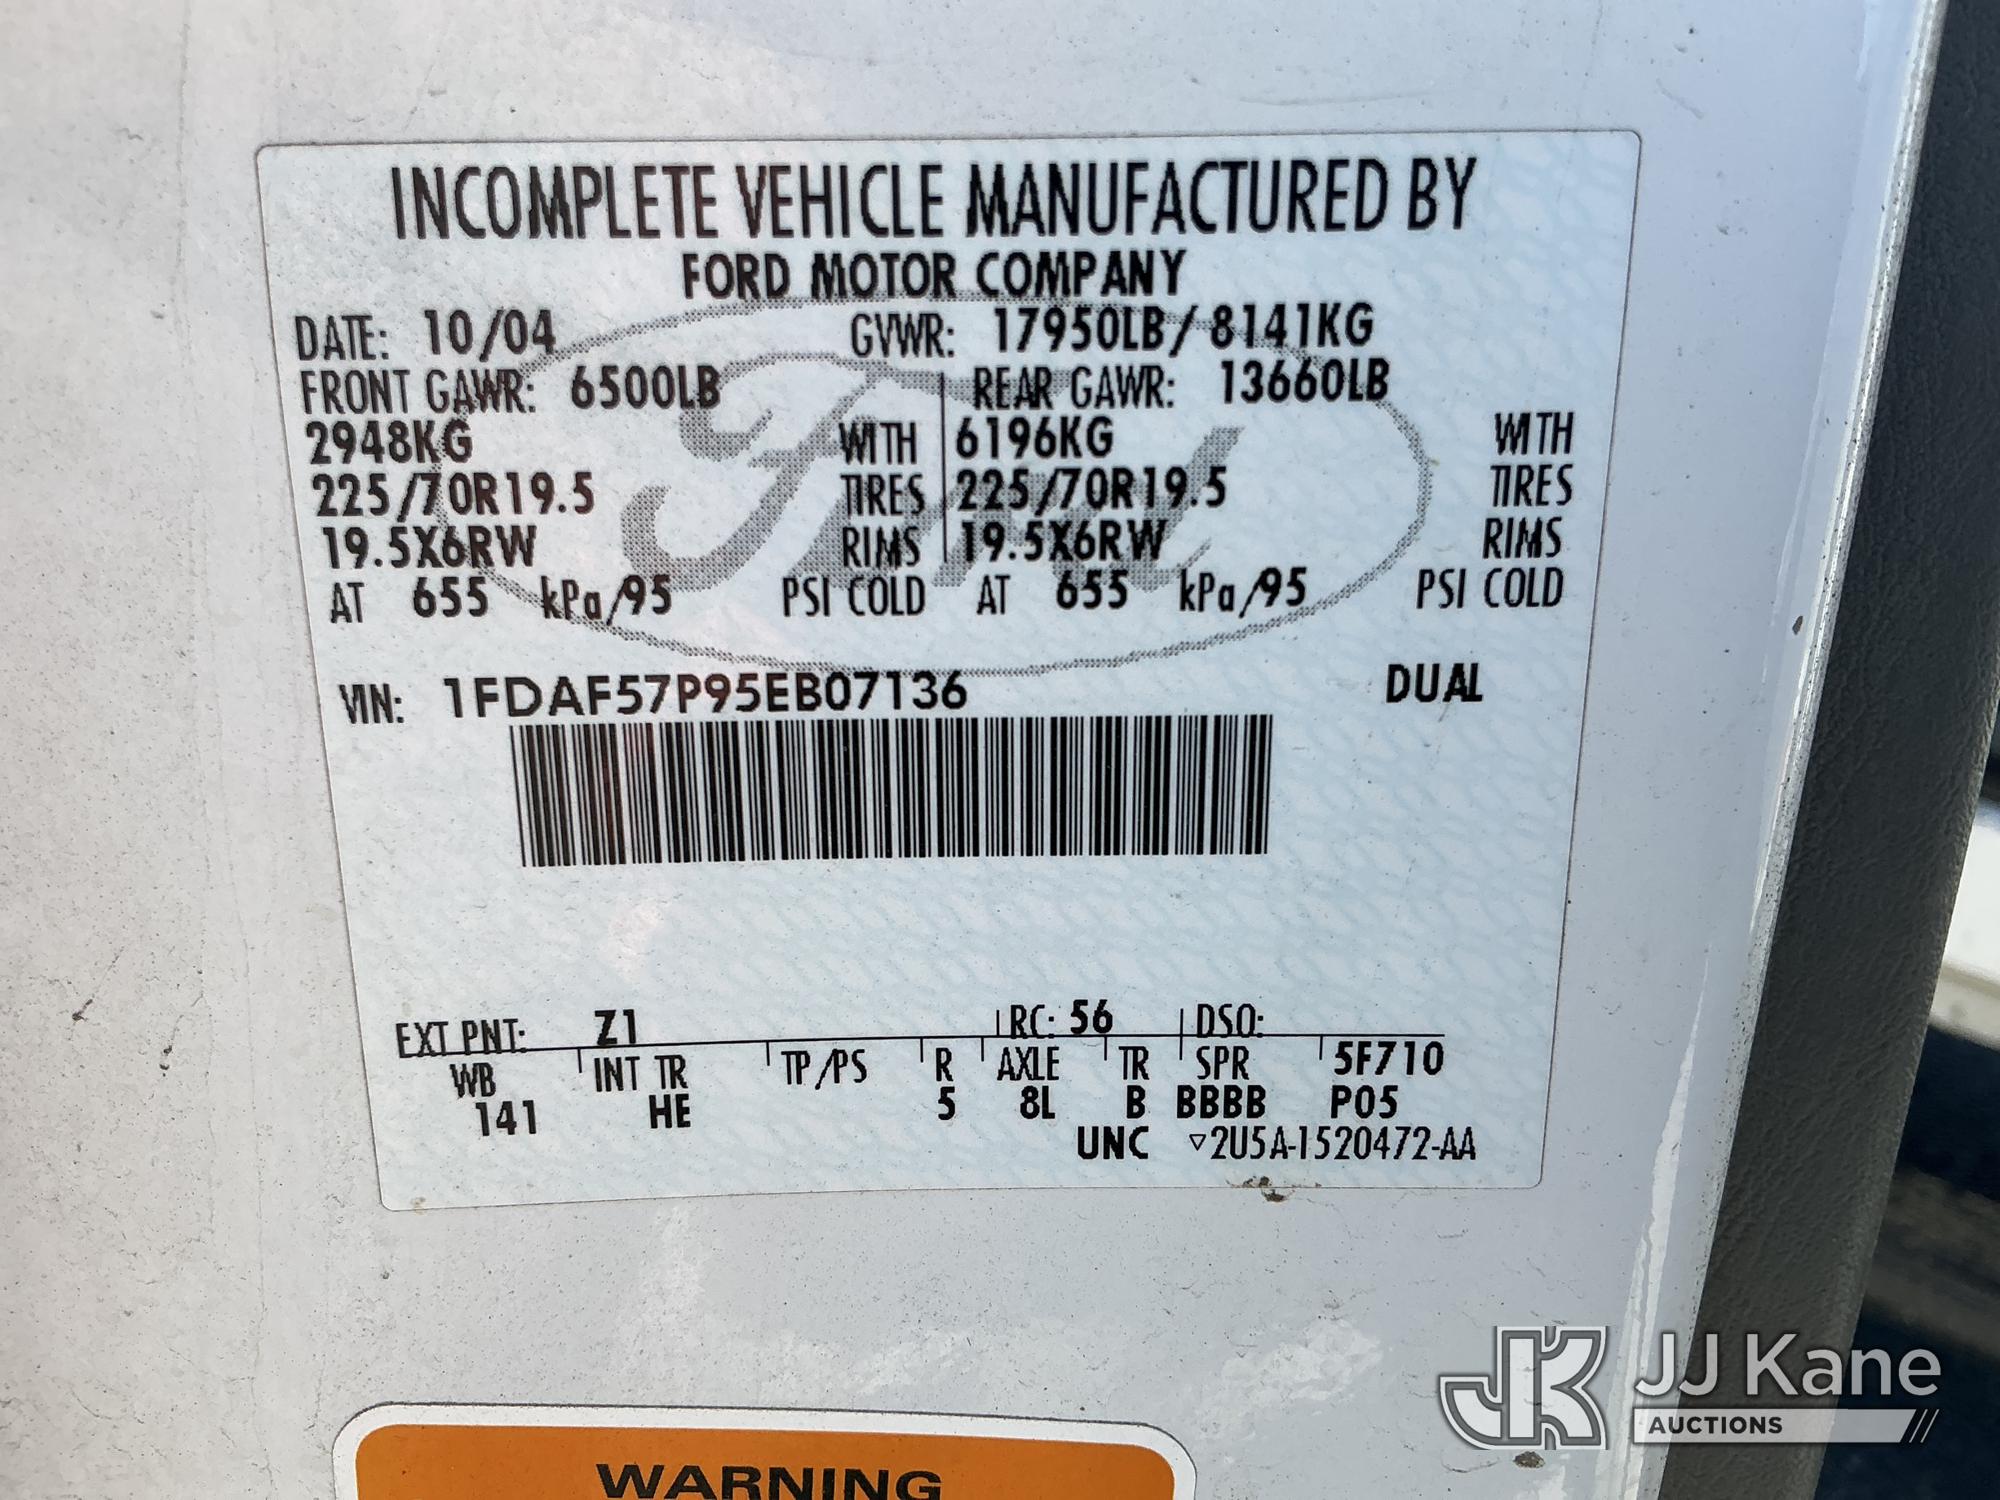 INCOMPLETE VEHICLE MANUFACTURED BY
FORD MOTOR COMPANY
DATE: 10/04 GVWR: 17950LB/ 8141KG
FRONT GAWR: 6500LB REAR GAWR: 13660LB
2948KG WITH 6196KG WITH
225/70R19.5 TIRES 225/70R19.5 TIRES
19.5X6RW RIMS 19.5X6RW RIMS
AT 655 kPa/95 PSI COLD AT 655 kPa/95 PSI COLD
VIN: 1FDAF57P95EB07136 DUAL
EXT PNT: Z1 RC: 56 DSO:
WB INT TR TP/PS R AXLE TR SPR 5F710
141 HE 5 8L B BBBB P05
UNC ▽2U5A-1520472-AA
WARNING
JK JJ Kane
AUCTIONS